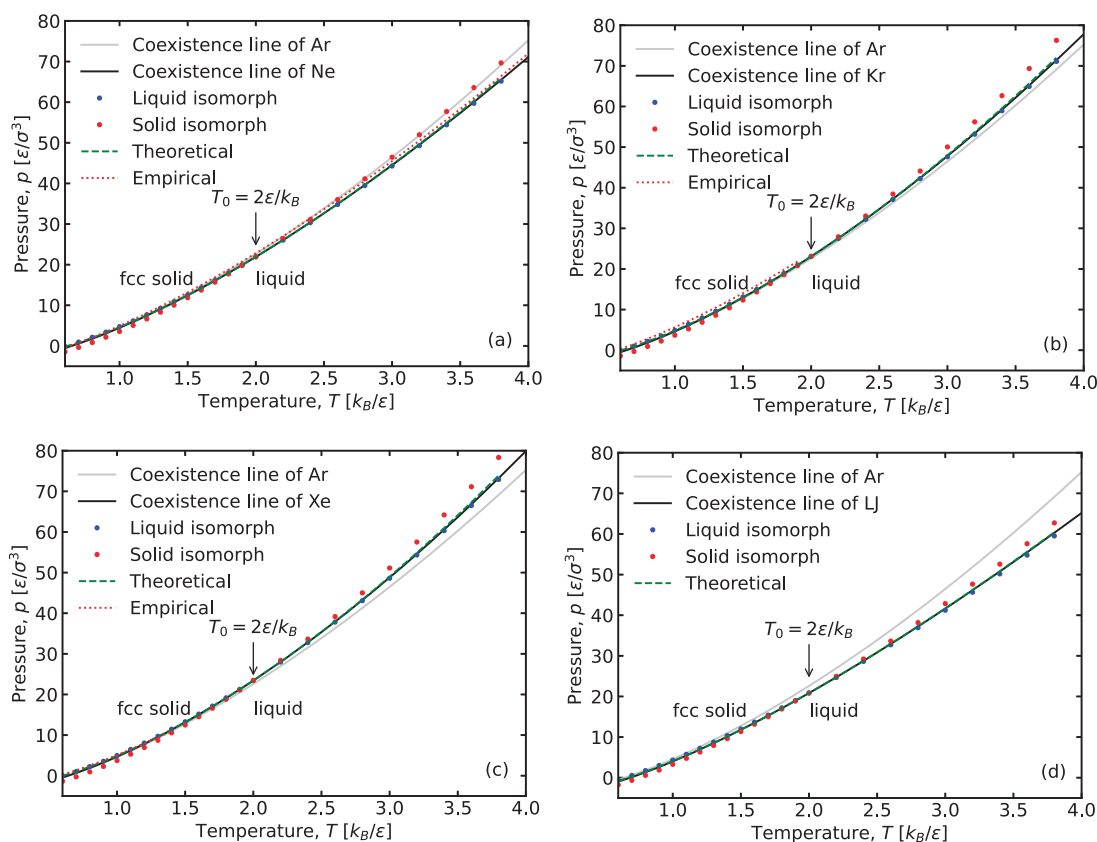 80
70
60
50
40
30
20
10
0
Pressure, p [ε/σ³]
Coexistence line of Ar
Coexistence line of Ne
Liquid isomorph
Solid isomorph
Theoretical
Empirical
T₀ = 2ε/k_B
fcc solid
liquid
(a)
1.0 1.5 2.0 2.5 3.0 3.5 4.0
Temperature, T [k_B/ε]
80
70
60
50
40
30
20
10
0
Pressure, p [ε/σ³]
Coexistence line of Ar
Coexistence line of Kr
Liquid isomorph
Solid isomorph
Theoretical
Empirical
T₀ = 2ε/k_B
fcc solid
liquid
(b)
1.0 1.5 2.0 2.5 3.0 3.5 4.0
Temperature, T [k_B/ε]
80
70
60
50
40
30
20
10
0
Pressure, p [ε/σ³]
Coexistence line of Ar
Coexistence line of Xe
Liquid isomorph
Solid isomorph
Theoretical
Empirical
T₀ = 2ε/k_B
fcc solid
liquid
(c)
1.0 1.5 2.0 2.5 3.0 3.5 4.0
Temperature, T [k_B/ε]
80
70
60
50
40
30
20
10
0
Pressure, p [ε/σ³]
Coexistence line of Ar
Coexistence line of LJ
Liquid isomorph
Solid isomorph
Theoretical
T₀ = 2ε/k_B
fcc solid
liquid
(d)
1.0 1.5 2.0 2.5 3.0 3.5 4.0
Temperature, T [k_B/ε]